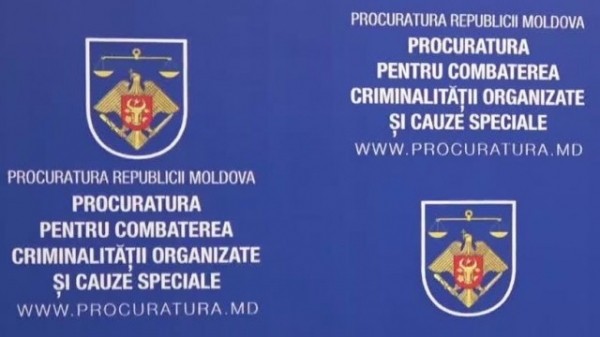 PROCURATURA REPUBLICII MOLDOVA
PROCURATURA
PENTRU COMBATEREA
CRIMINALITĂȚII ORGANIZATE
ȘI CAUZE SPECIALE
WWW.PROCURATURA.MD
PROCURATURA REPUBLICII MOLDOVA
PROCURATURA
PENTRU COMBATEREA
CRIMINALITĂȚII ORGANIZATE
ȘI CAUZE SPECIALE
WWW.PROCURATURA.MD